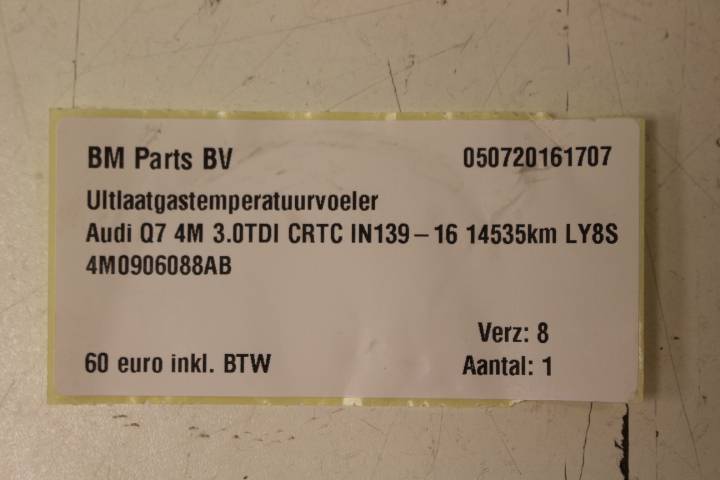 BM Parts BV 050720161707
Ultlaatgastemperatuurvoeler
Audi Q7 4M 3.0TDI CRTC IN139-16 14535km LY8S
4M0906088AB
Verz: 8
60 euro inkl. BTW Aantal: 1